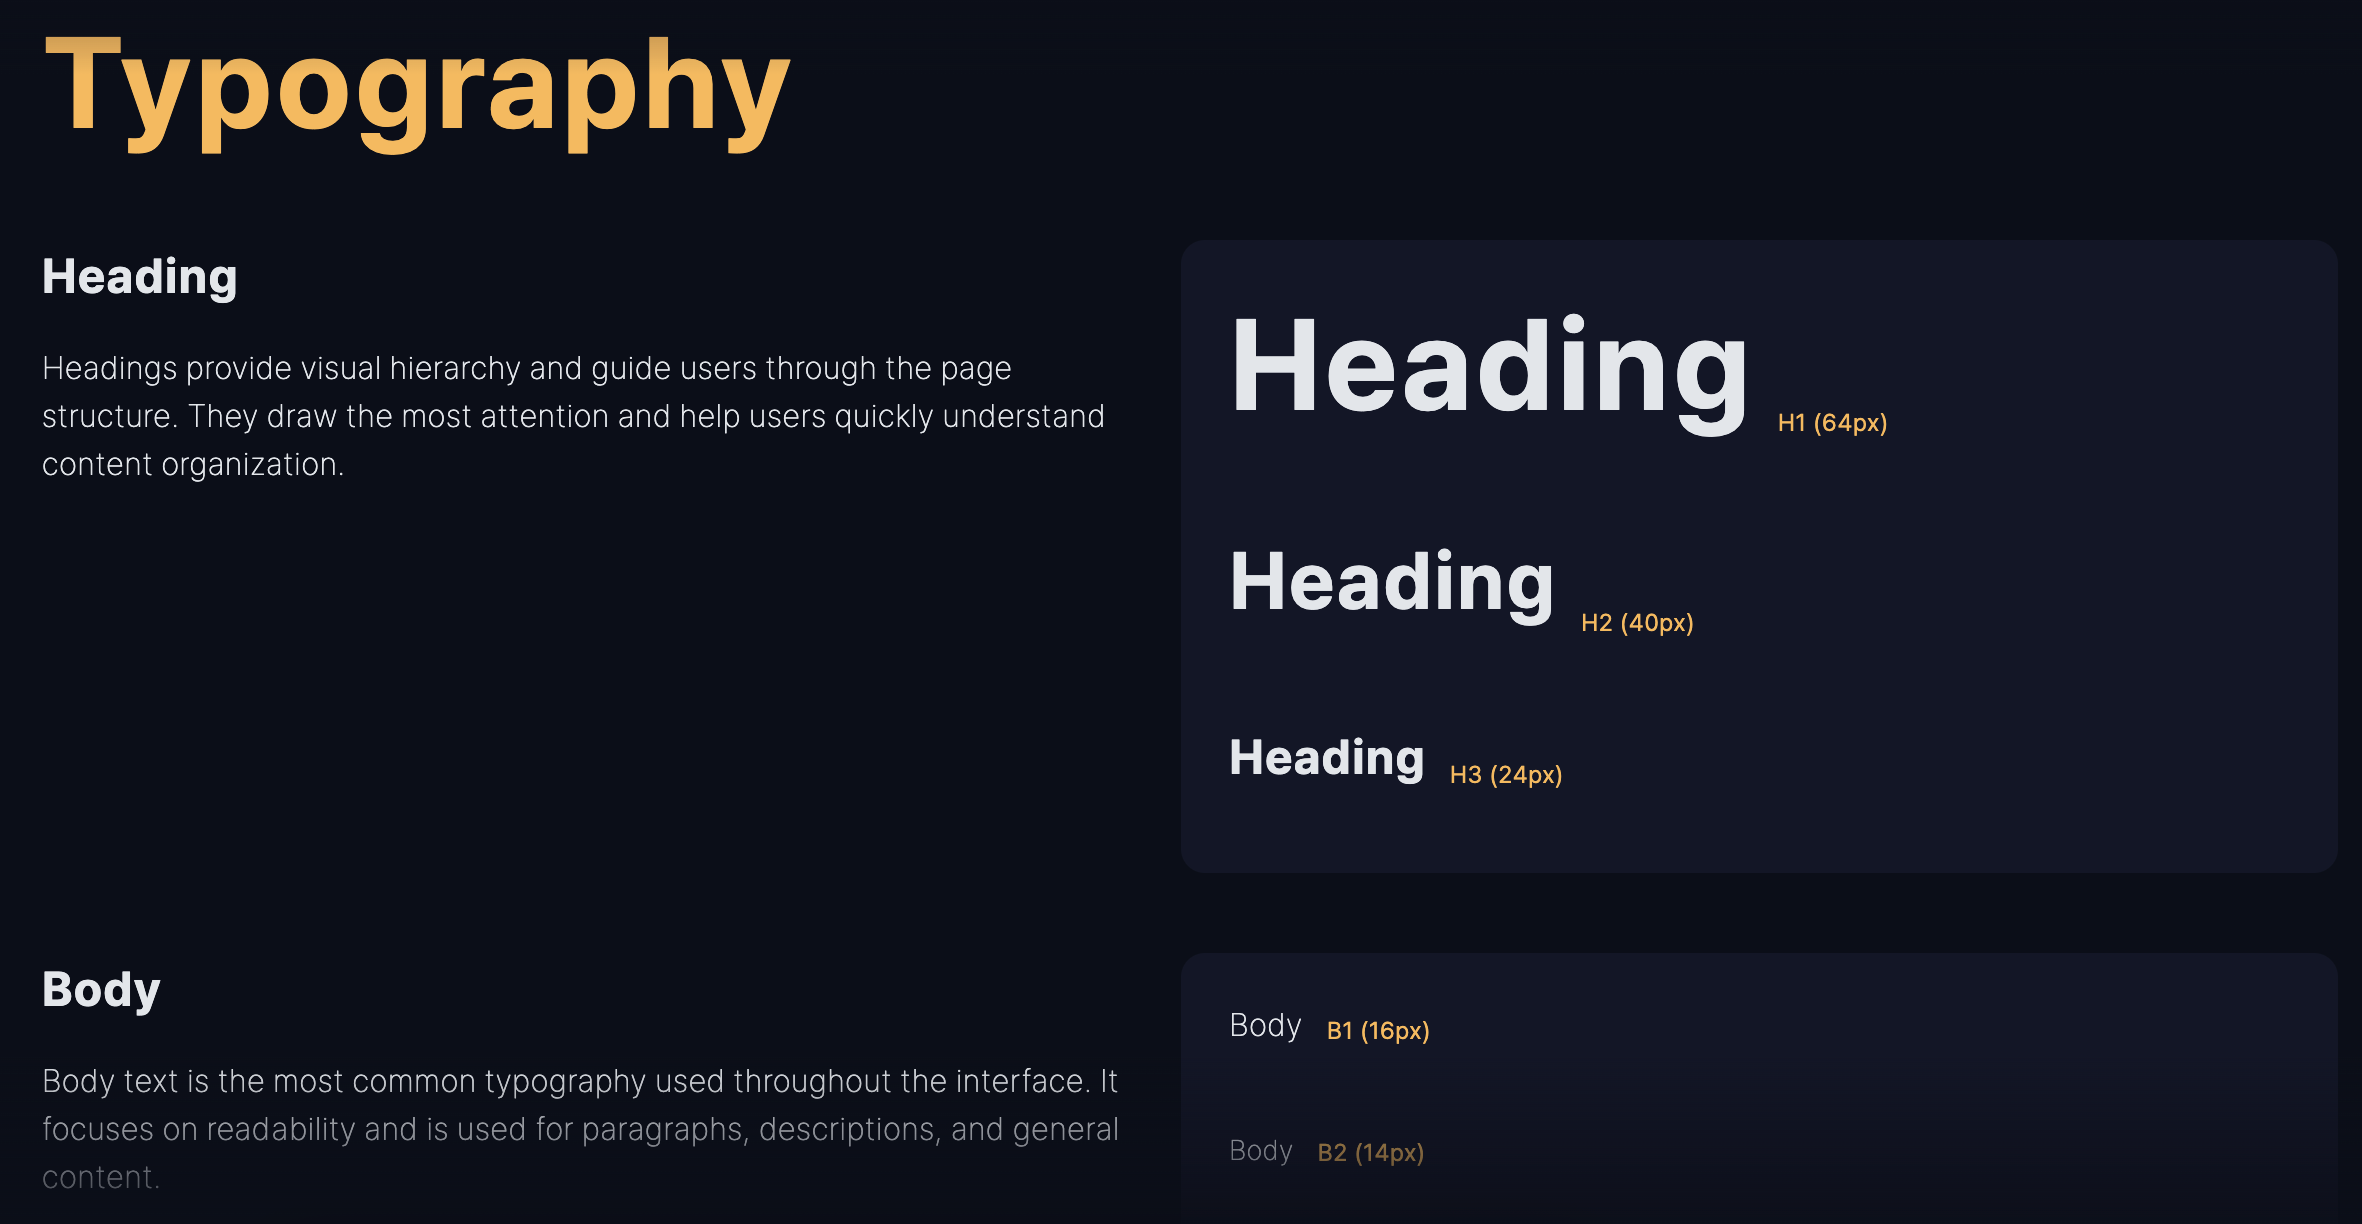 Typography
Heading
Headings provide visual hierarchy and guide users through the page
structure. They draw the most attention and help users quickly understand
content organization.
Heading H1 (64px)
Heading H2 (40px)
Heading H3 (24px)
Body
Body text is the most common typography used throughout the interface. It
focuses on readability and is used for paragraphs, descriptions, and general
content.
Body B1 (16px)
Body B2 (14px)